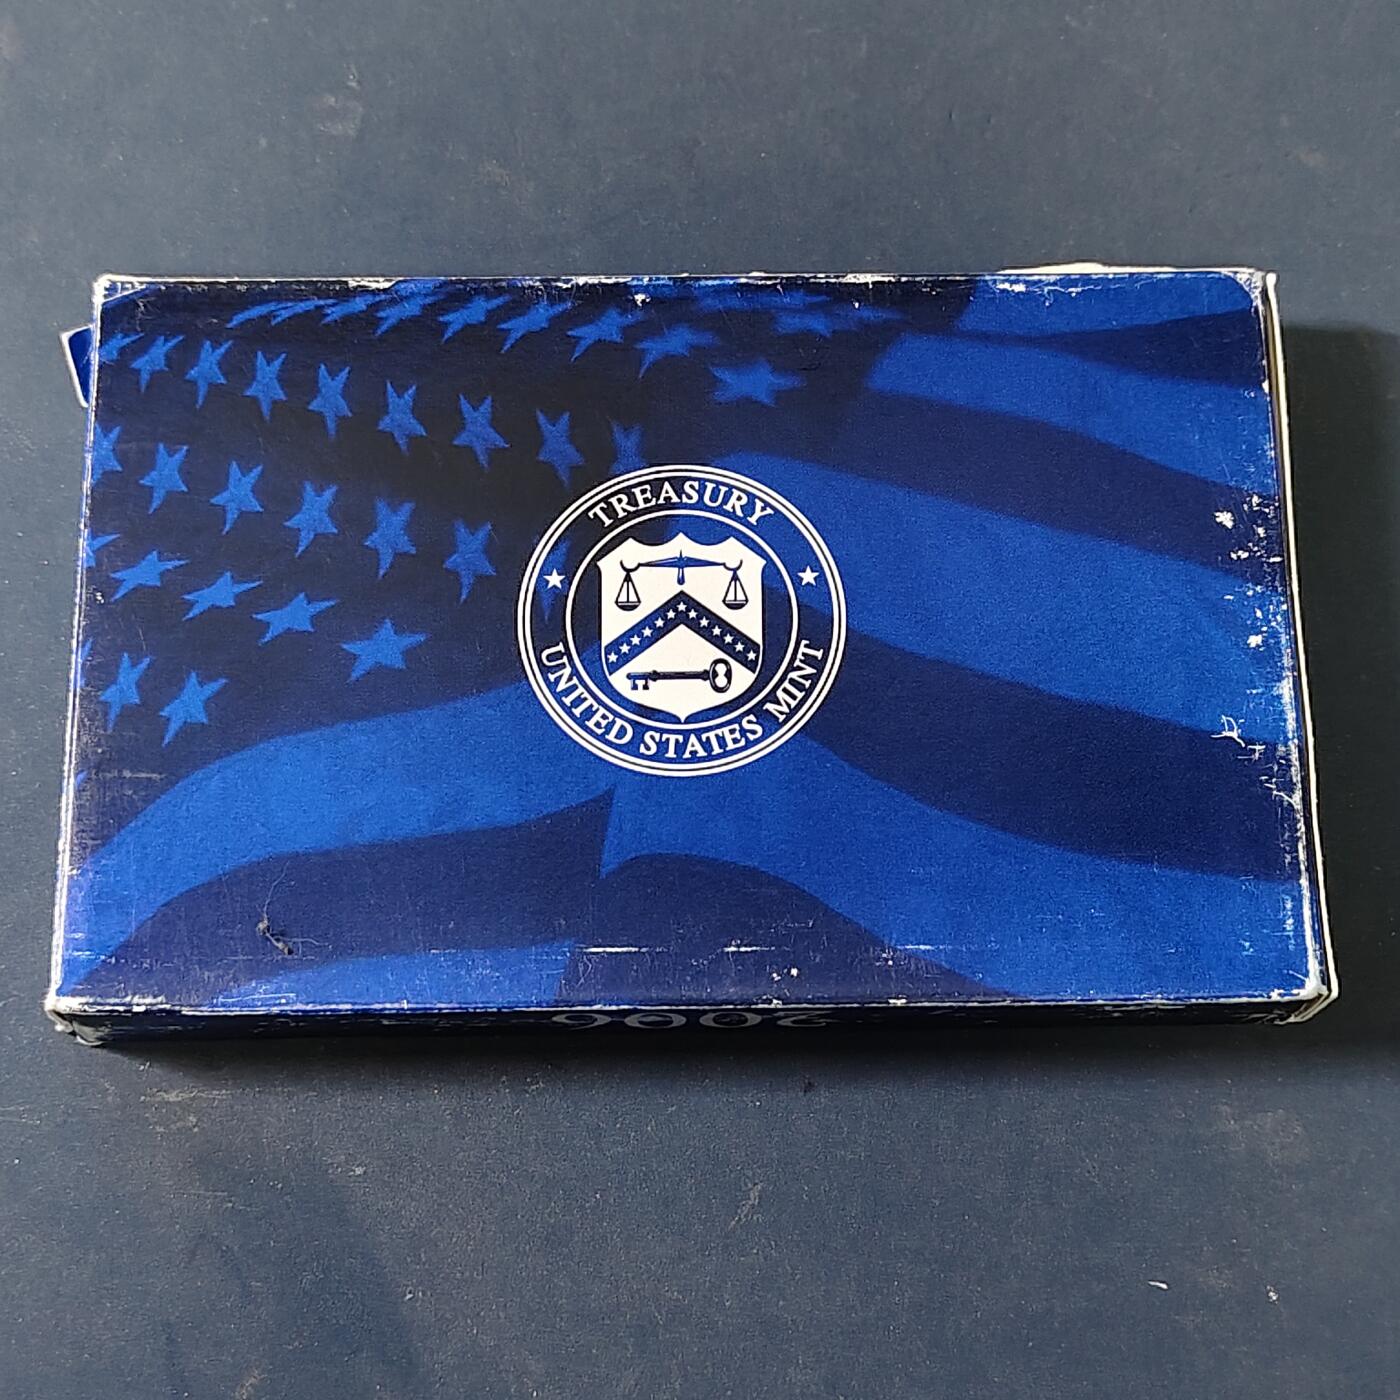 TREASURY
UNITED STATES MINT
2006